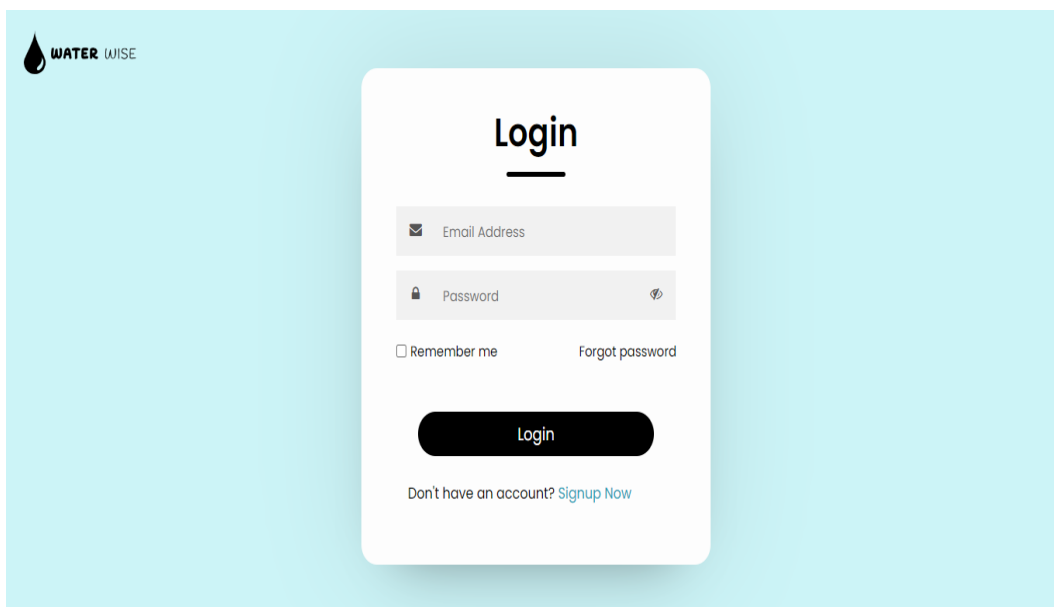 WATER WISE
Login
Email Address
Password
Remember me Forgot password
Login
Don't have an account? Signup Now